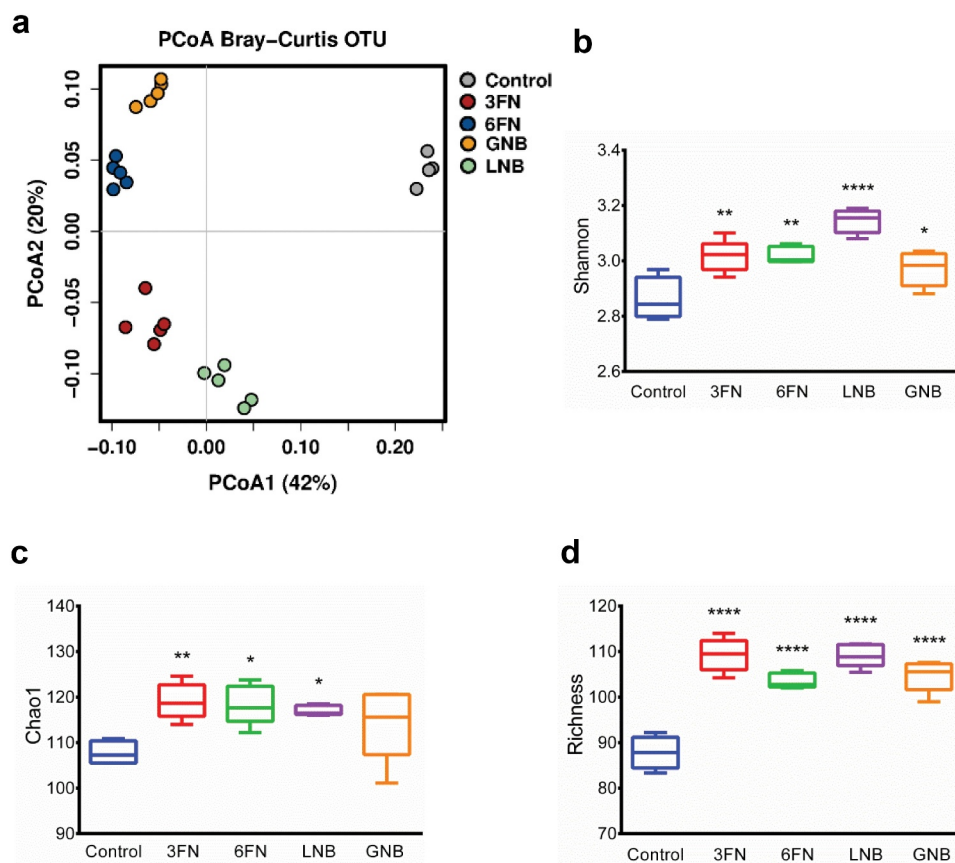 a
PCoA Bray−Curtis OTU
PCoA2 (20%)
0.10
0.05
0.00
−0.05
−0.10
−0.10
0.00
0.10
0.20
PCoA1 (42%)
Control
3FN
6FN
GNB
LNB
b
Shannon
3.4
3.2
3.0
2.8
2.6
**
**
****
*
Control 3FN 6FN LNB GNB
c
Chao1
140
130
120
110
100
90
**
*
*
Control 3FN 6FN LNB GNB
d
Richness
120
110
100
90
80
70
****
****
****
****
Control 3FN 6FN LNB GNB